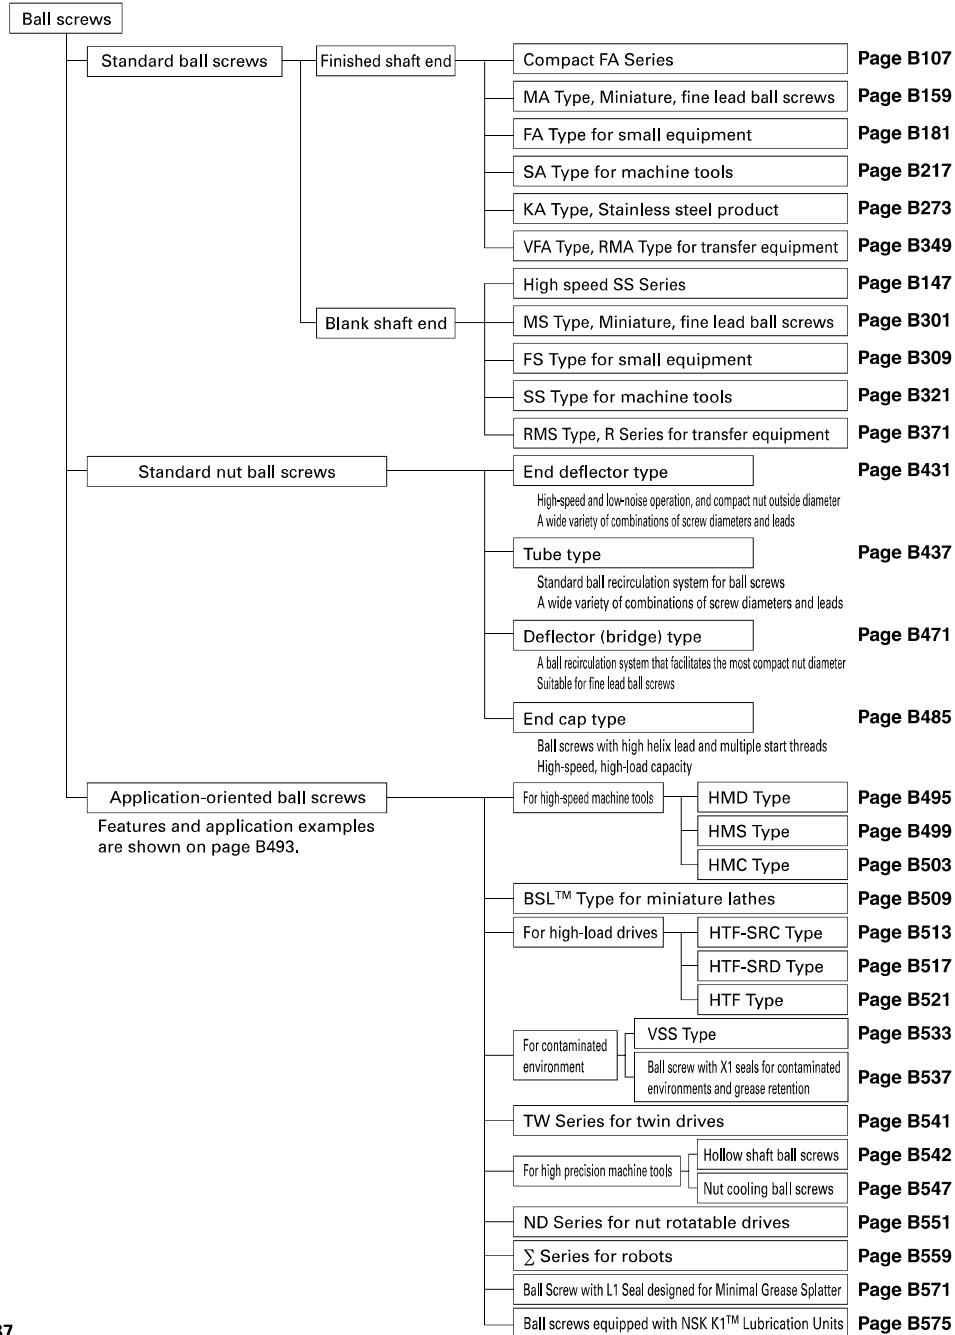 Ball screws
Standard ball screws
Finished shaft end
Compact FA Series Page B107
MA Type, Miniature, fine lead ball screws Page B159
FA Type for small equipment Page B181
SA Type for machine tools Page B217
KA Type, Stainless steel product Page B273
VFA Type, RMA Type for transfer equipment Page B349
Blank shaft end
High speed SS Series Page B147
MS Type, Miniature, fine lead ball screws Page B301
FS Type for small equipment Page B309
SS Type for machine tools Page B321
RMS Type, R Series for transfer equipment Page B371
Standard nut ball screws
End deflector type Page B431
High-speed and low-noise operation, and compact nut outside diameter
A wide variety of combinations of screw diameters and leads
Tube type Page B437
Standard ball recirculation system for ball screws
A wide variety of combinations of screw diameters and leads
Deflector (bridge) type Page B471
A ball recirculation system that facilitates the most compact nut diameter
Suitable for fine lead ball screws
End cap type Page B485
Ball screws with high helix lead and multiple start threads
High-speed, high-load capacity
Application-oriented ball screws
Features and application examples
are shown on page B493.
For high-speed machine tools
HMD Type Page B495
HMS Type Page B499
HMC Type Page B503
BSL™ Type for miniature lathes Page B509
For high-load drives
HTF-SRC Type Page B513
HTF-SRD Type Page B517
HTF Type Page B521
For contaminated
environment
VSS Type Page B533
Ball screw with X1 seals for contaminated
environments and grease retention Page B537
TW Series for twin drives Page B541
For high precision machine tools
Hollow shaft ball screws Page B542
Nut cooling ball screws Page B547
ND Series for nut rotatable drives Page B551
∑ Series for robots Page B559
Ball Screw with L1 Seal designed for Minimal Grease Splatter Page B571
Ball screws equipped with NSK K1™ Lubrication Units Page B575